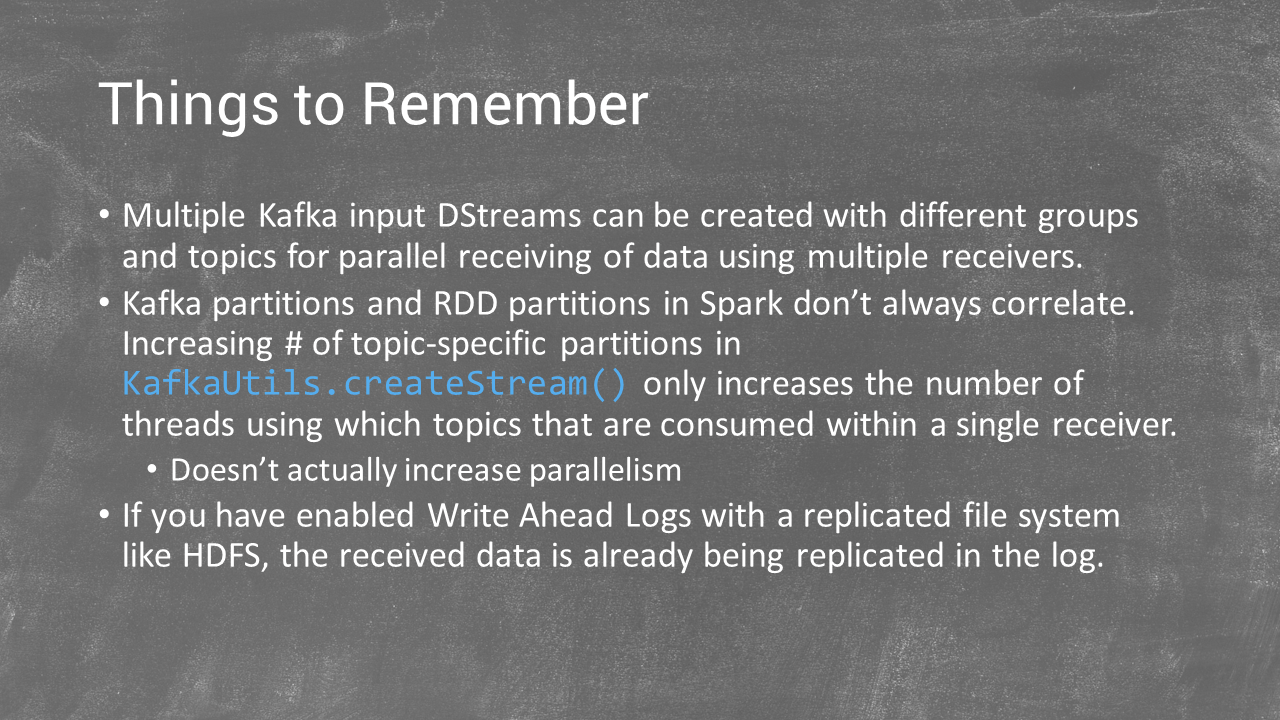 Things to Remember
• Multiple Kafka input DStreams can be created with different groups
and topics for parallel receiving of data using multiple receivers.
• Kafka partitions and RDD partitions in Spark don’t always correlate.
Increasing # of topic-specific partitions in
KafkaUtils.createStream() only increases the number of
threads using which topics that are consumed within a single receiver.
• Doesn’t actually increase parallelism
• If you have enabled Write Ahead Logs with a replicated file system
like HDFS, the received data is already being replicated in the log.